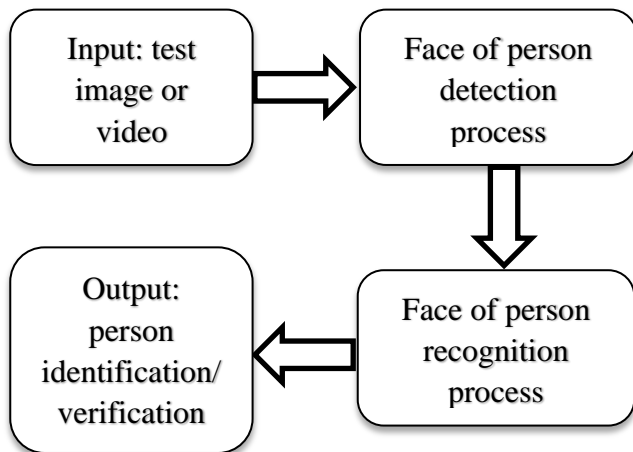 Input: test
image or
video
Face of person
detection
process
Face of person
recognition
process
Output:
person
identification/
verification